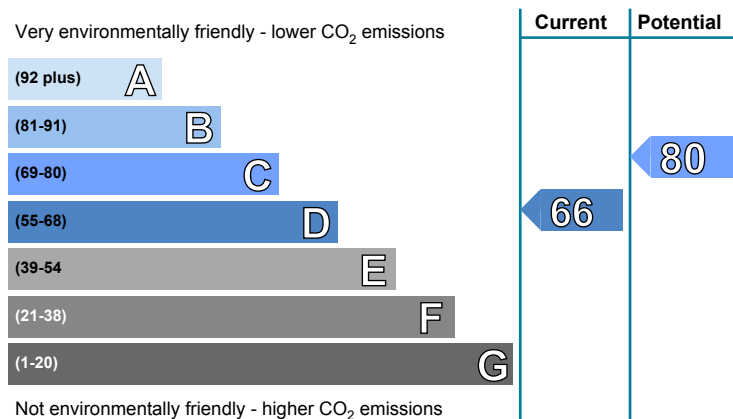 Current Potential
Very environmentally friendly - lower CO₂ emissions
(92 plus) A
(81-91) B
(69-80) C
80
(55-68) D
66
(39-54 E
(21-38) F
(1-20) G
Not environmentally friendly - higher CO₂ emissions